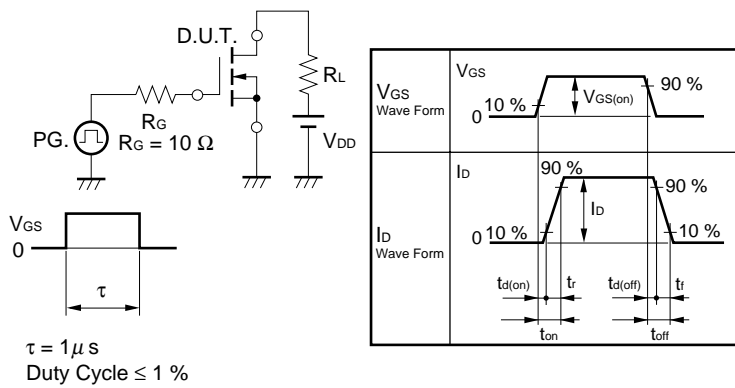 D.U.T.
RL
RG
RG = 10 Ω
PG.
VDD
VGS
0
τ
τ = 1μ s
Duty Cycle ≤ 1 %
VGS
Wave Form
VGS
10 %
0
VGS(on)
90 %
ID
Wave Form
ID
90 %
90 %
ID
0
10 %
10 %
td(on)
tr
td(off)
tf
ton
toff